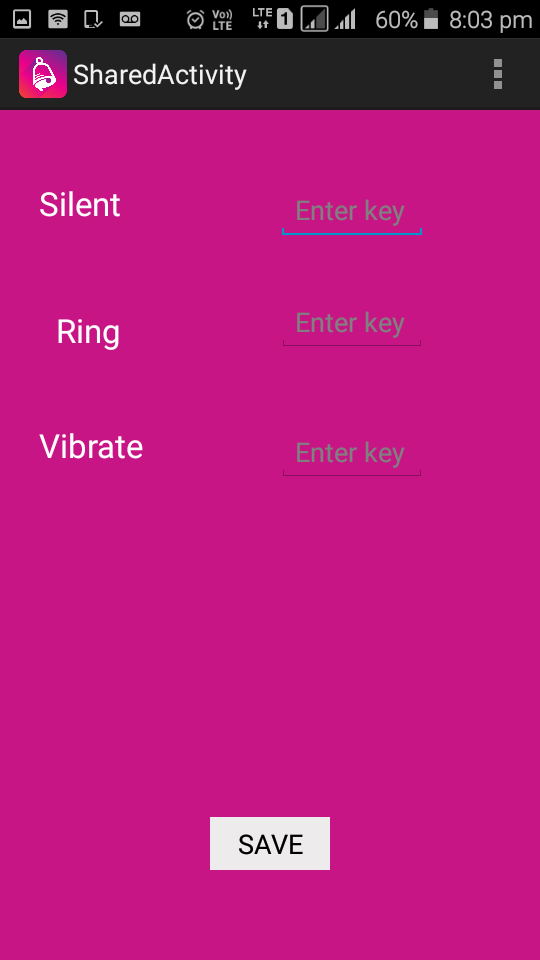 Vo)) LTE LTE 1 60% 8:03 pm
SharedActivity
Silent Enter key
Ring Enter key
Vibrate Enter key
SAVE